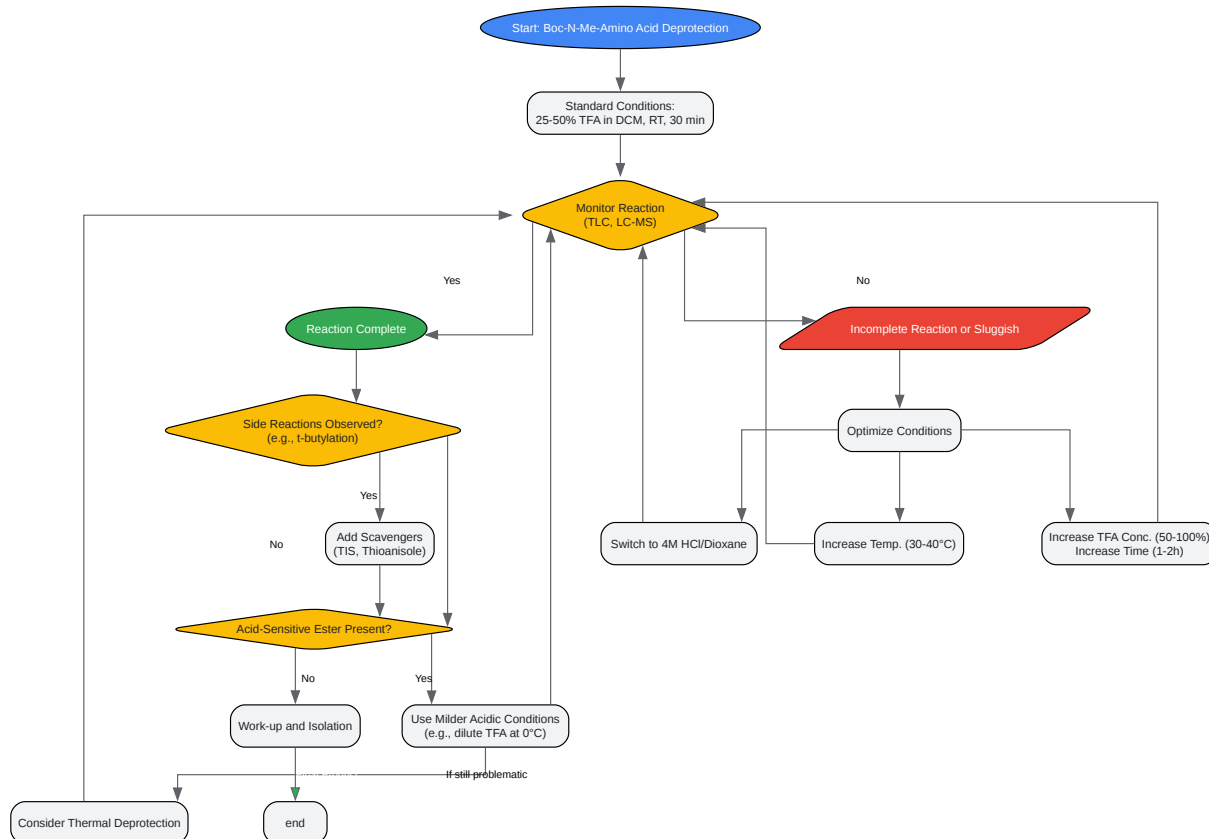 Start: Boc-N-Me-Amino Acid Deprotection
Standard Conditions:
25-50% TFA in DCM, RT, 30 min
Monitor Reaction
(TLC, LC-MS)
Yes
No
Reaction Complete
Incomplete Reaction or Sluggish
Side Reactions Observed?
(e.g., t-butylation)
Optimize Conditions
Yes
No
Add Scavengers
(TIS, Thioanisole)
Switch to 4M HCl/Dioxane
Increase Temp. (30-40°C)
Increase TFA Conc. (50-100%)
Increase Time (1-2h)
Acid-Sensitive Ester Present?
No
Yes
Work-up and Isolation
Use Milder Acidic Conditions
(e.g., dilute TFA at 0°C)
If still problematic
Consider Thermal Deprotection
end